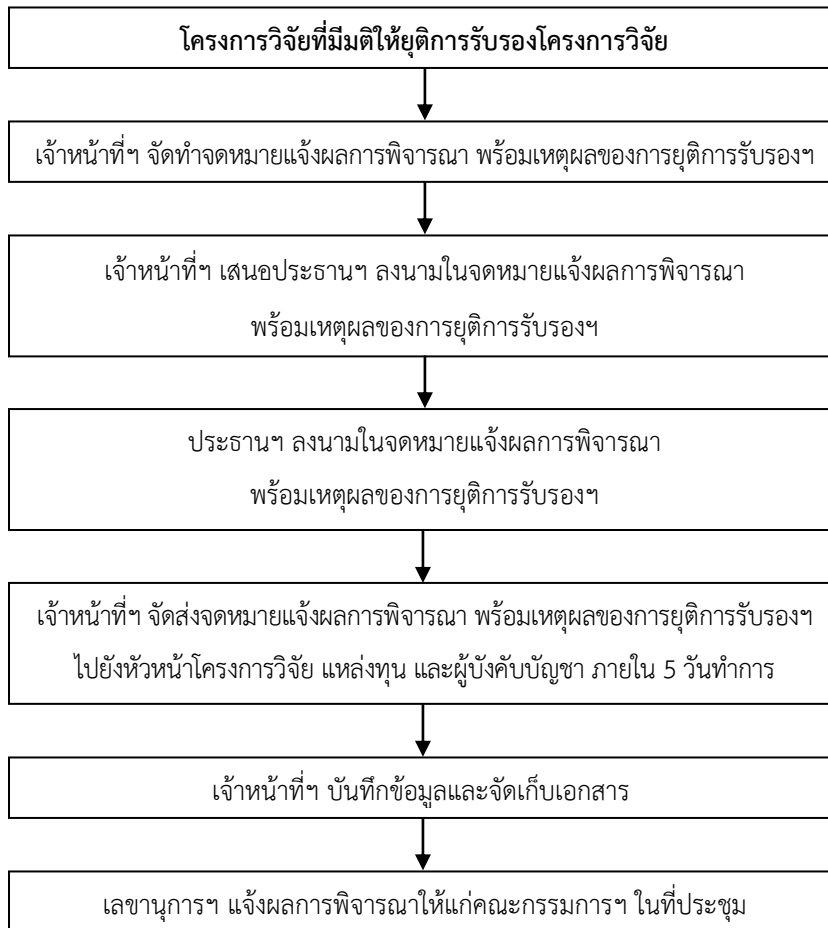 โครงการวิจัยที่มีมติให้ยุติการรับรองโครงการวิจัย
เจ้าหน้าที่ฯ จัดทำจดหมายแจ้งผลการพิจารณา พร้อมเหตุผลของการยุติการรับรองฯ
เจ้าหน้าที่ฯ เสนอประธานฯ ลงนามในจดหมายแจ้งผลการพิจารณา
พร้อมเหตุผลของการยุติการรับรองฯ
ประธานฯ ลงนามในจดหมายแจ้งผลการพิจารณา
พร้อมเหตุผลของการยุติการรับรองฯ
เจ้าหน้าที่ฯ จัดส่งจดหมายแจ้งผลการพิจารณา พร้อมเหตุผลของการยุติการรับรองฯ
ไปยังหัวหน้าโครงการวิจัย แหล่งทุน และผู้บังคับบัญชา ภายใน 5 วันทำการ
เจ้าหน้าที่ฯ บันทึกข้อมูลและจัดเก็บเอกสาร
เลขานุการฯ แจ้งผลการพิจารณาให้แก่คณะกรรมการฯ ในที่ประชุม